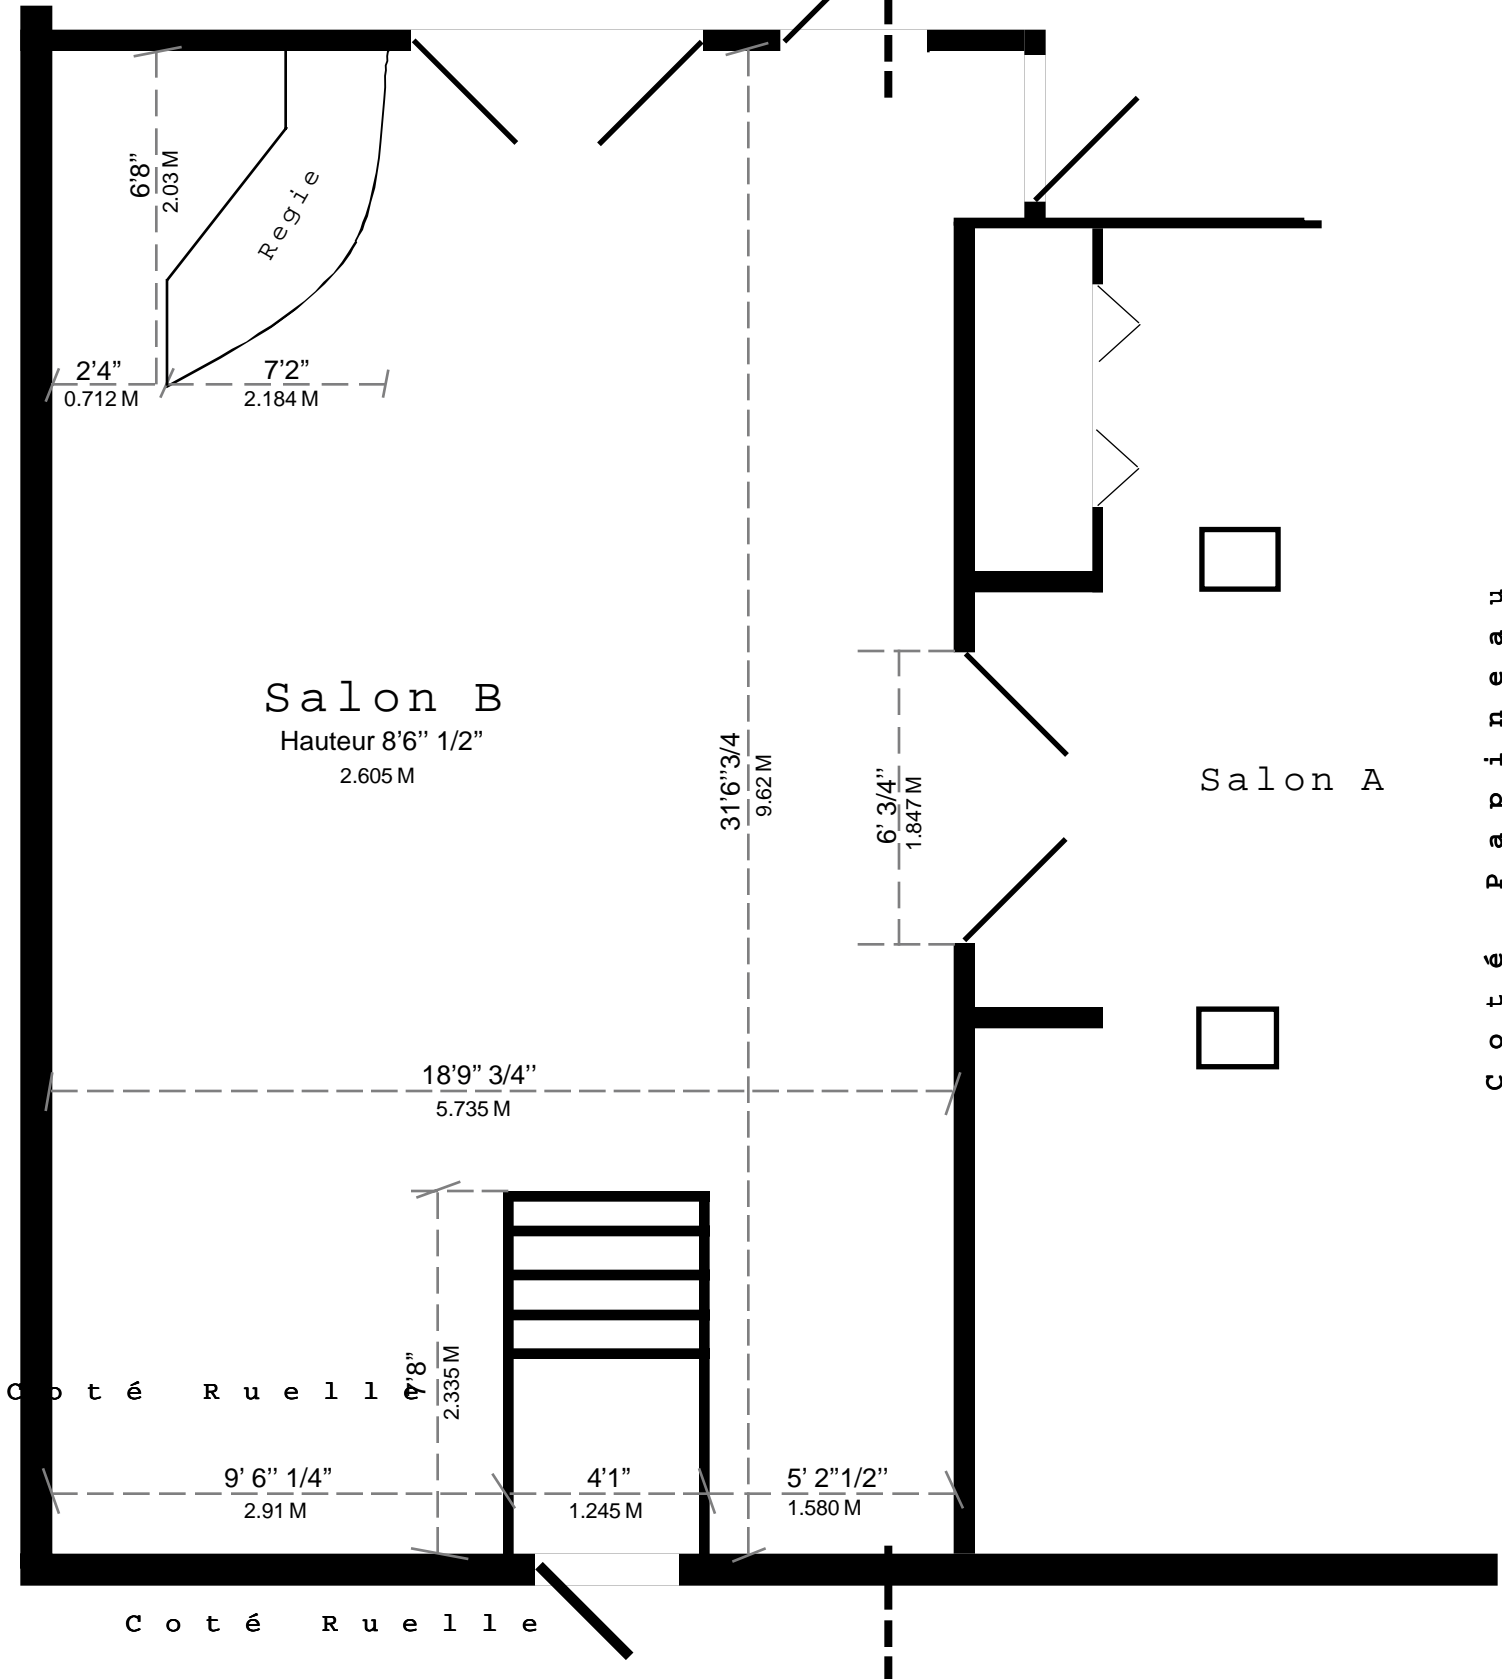 6’8”
2.03 M
Regie
2’4”
0.712 M
7’2”
2.184 M
Salon B
Hauteur 8’6’’ 1/2”
2.605 M
31’6”3/4
9.62 M
6’ 3/4’’
1.847 M
Salon A
Coté Papineau
18’9” 3/4’’
5.735 M
Coté Ruelle
7’8”
2.335 M
9’ 6’’ 1/4”
2.91 M
4’1”
1.245 M
5’ 2”1/2’’
1.580 M
Coté Ruelle